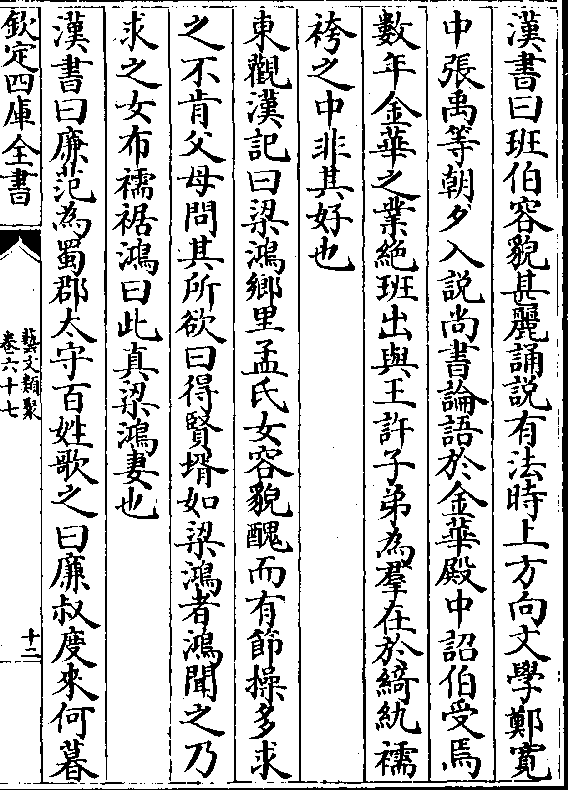 漢書曰班伯容貌甚麗誦説有法時上方向文學鄭寛
中張禹等朝夕入説尚書論語於金華殿中詔伯受焉
數年金華之業絶班出與王許子弟為羣在於綺紈襦
袴之中非其好也
東觀漢記曰梁鴻鄉里孟氏女容貌醜而有節操多求
之不肯父母問其所欲曰得賢壻如梁鴻者鴻聞之乃
求之女布襦裾鴻曰此真梁鴻妻也
漢書曰廉范為蜀郡太守百姓歌之曰廉叔度來何暮
欽定四庫全書
藝文類聚
卷六十七
十二